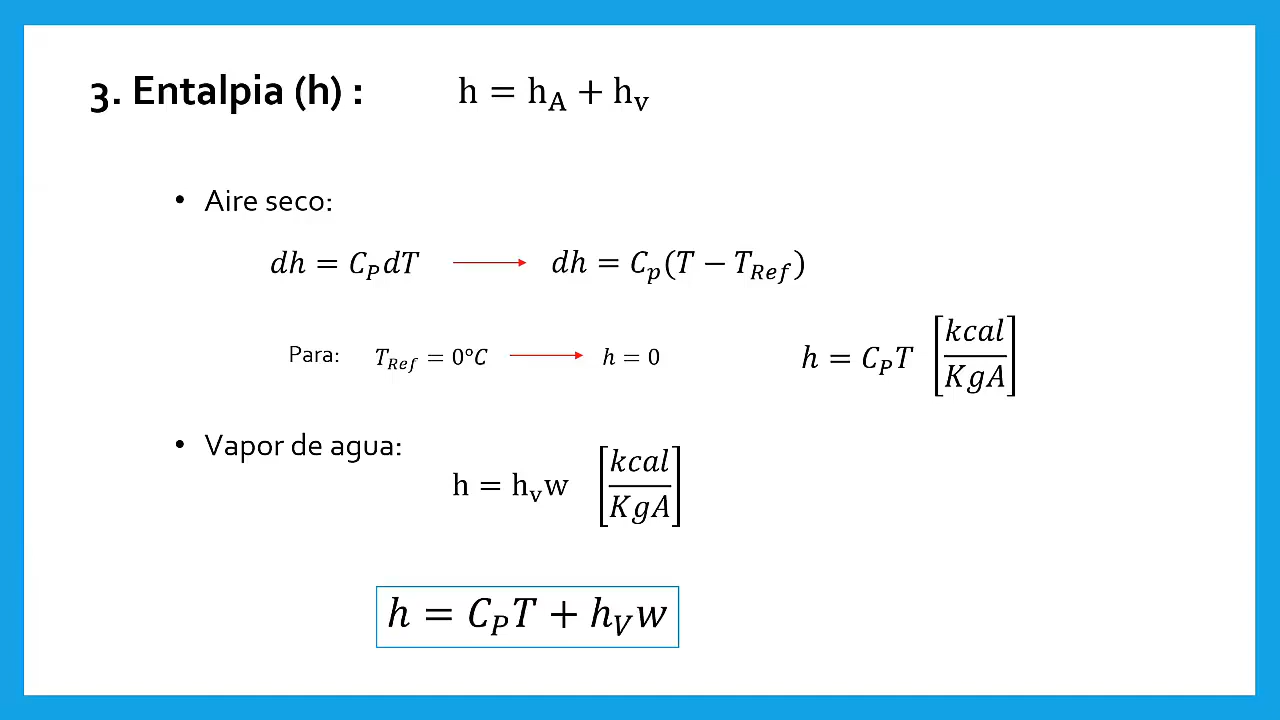 3. Entalpia (h) : h = h_A + h_v
• Aire seco:
dh = C_P dT ⟶ dh = C_p(T − T_Ref)
Para: T_Ref = 0°C ⟶ h = 0 h = C_P T [kcal/KgA]
• Vapor de agua:
h = h_v w [kcal/KgA]
h = C_P T + h_V w